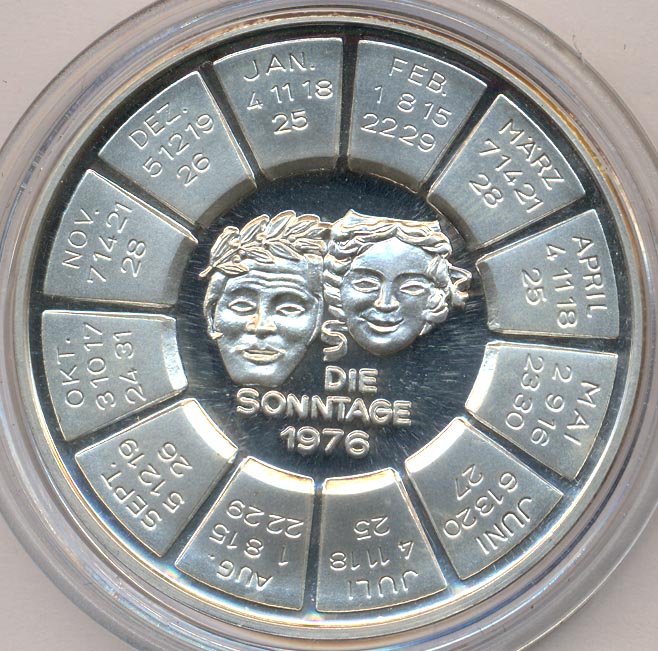 JAN.
4 11 18
25
FEB.
1 8 15
22 29
MÄRZ
7 14 21
28
APRIL
4 11 18
25
MAI
2 9 16
23 30
JUNI
6 13 20
27
JULI
4 11 18
25
AUG.
1 8 15
22 29
SEPT.
5 12 19
26
OKT.
3 10 17
24 31
NOV.
7 14 21
28
DEZ.
5 12 19
26
S
DIE
SONNTAGE
1976